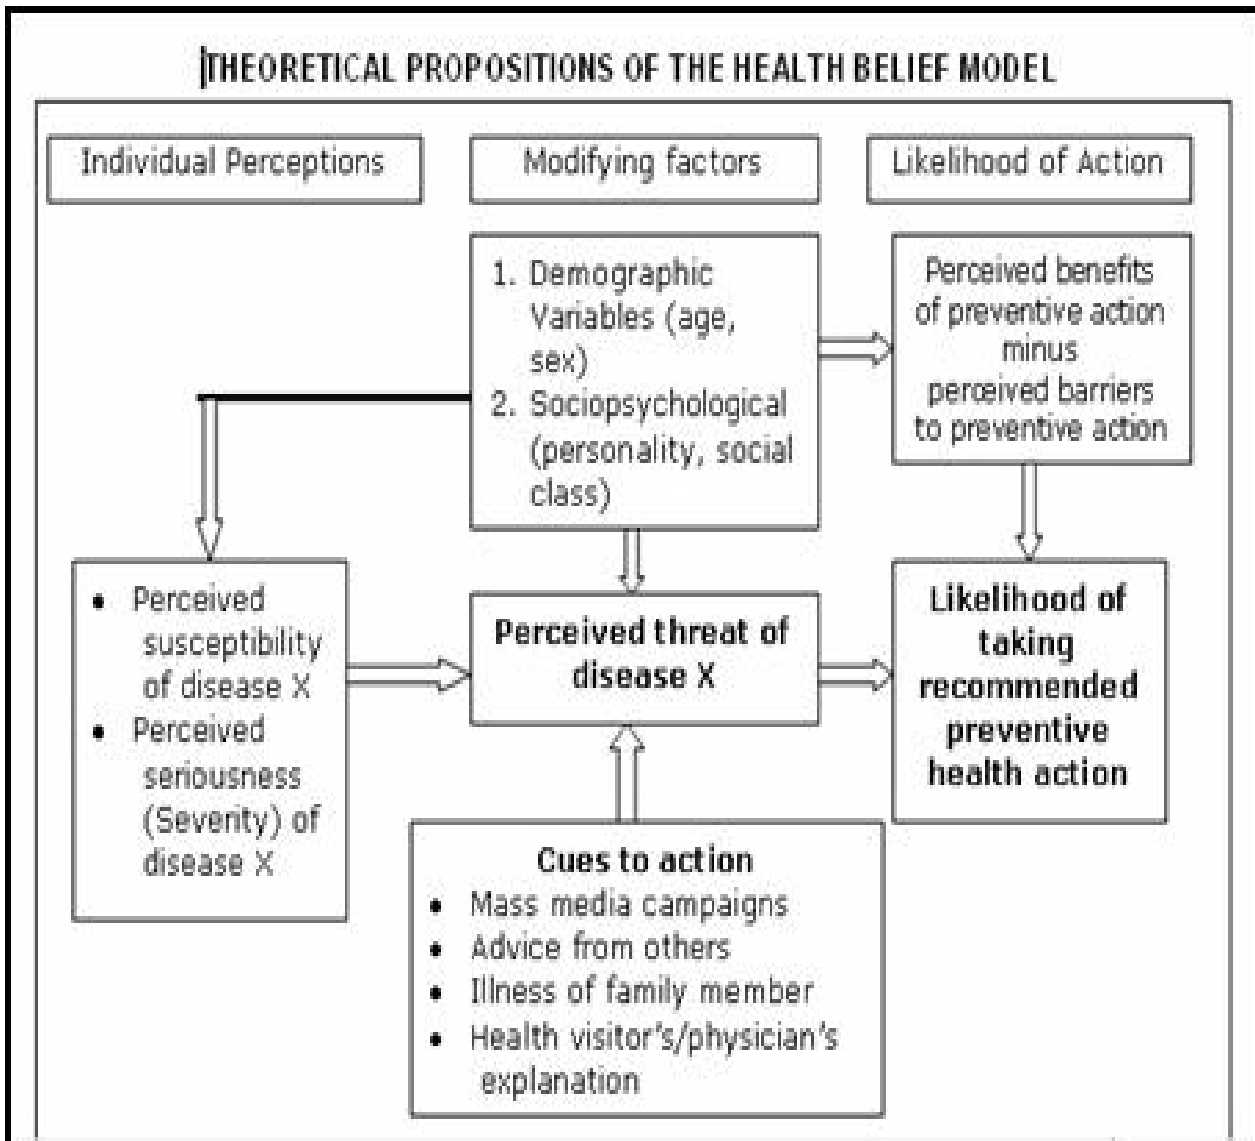 THEORETICAL PROPOSITIONS OF THE HEALTH BELIEF MODEL
Individual Perceptions
Modifying factors
Likelihood of Action
1. Demographic
Variables (age,
sex)
2. Sociopsychological
(personality, social
class)
Perceived benefits
of preventive action
minus
perceived barriers
to preventive action
• Perceived
susceptibility
of disease X
• Perceived
seriousness
(Severity) of
disease X
Perceived threat of
disease X
Likelihood of
taking
recommended
preventive
health action
Cues to action
• Mass media campaigns
• Advice from others
• Illness of family member
• Health visitor's/physician's
explanation